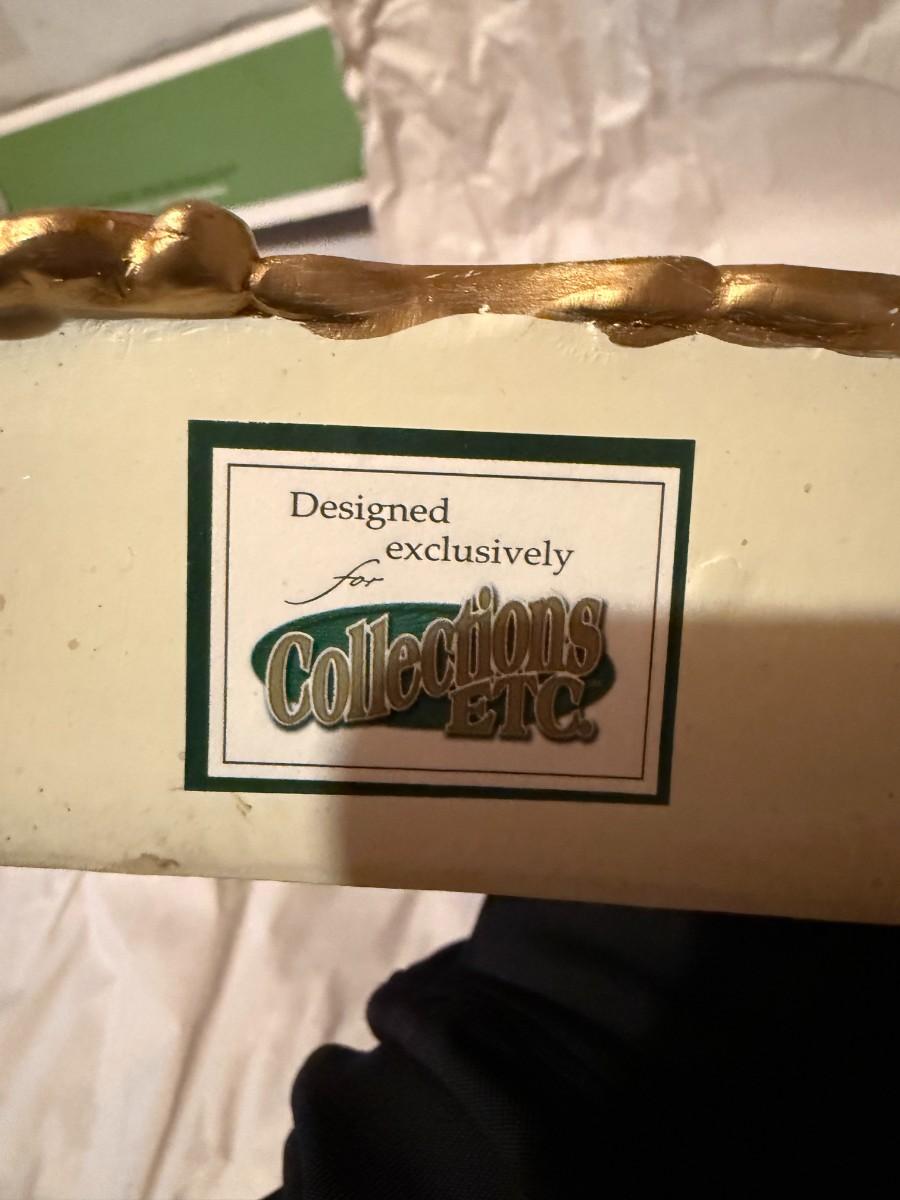 Designed
exclusively
for
Collections
ETC.